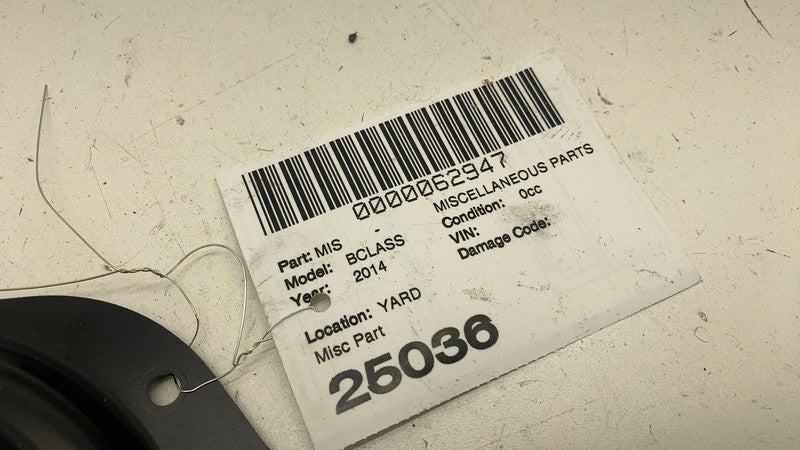 0000062947
Part: MIS - MISCELLANEOUS PARTS
Model: BCLASS Condition: 0cc
Year: 2014 VIN:
Damage Code:
Location: YARD
Misc Part
25036